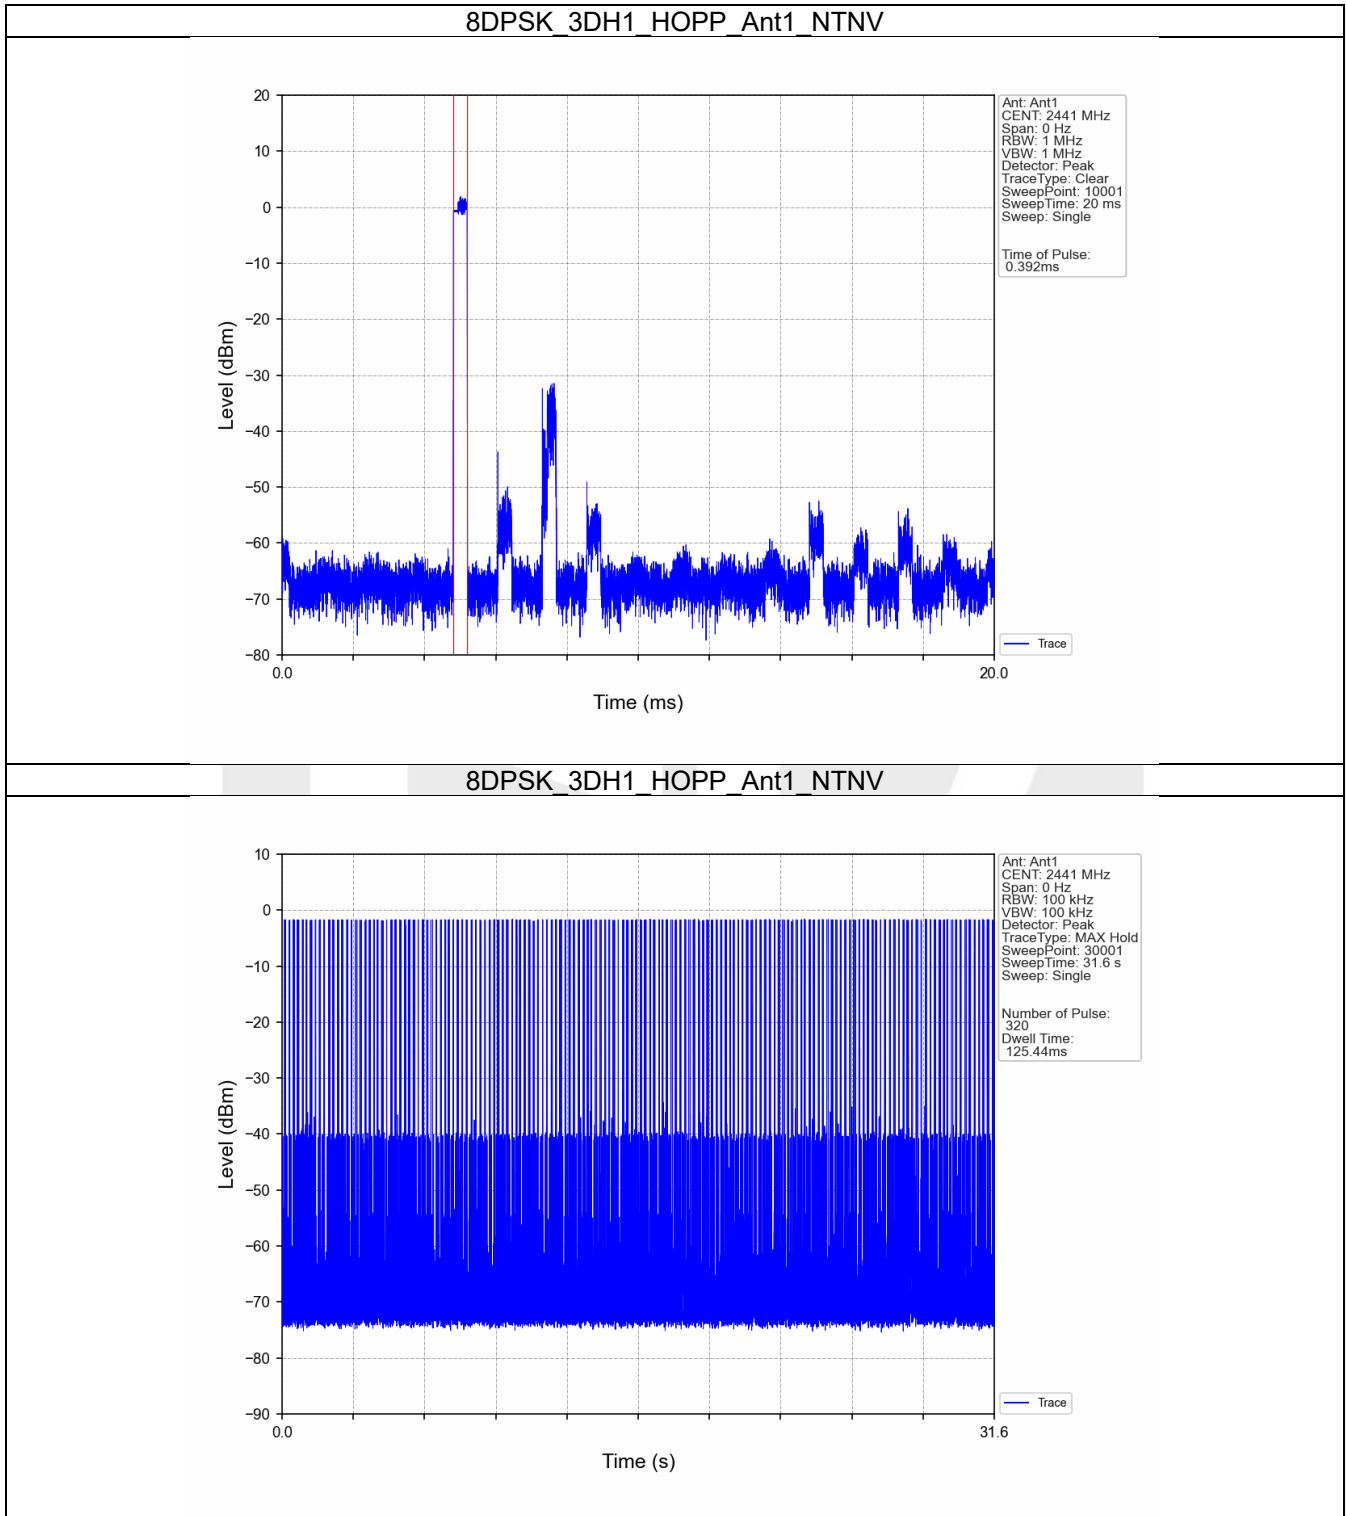 8DPSK_3DH1_HOPP_Ant1_NTNV
20
10
0
−10
−20
−30
−40
−50
−60
−70
−80
Level (dBm)
0.0
20.0
Time (ms)
Ant: Ant1
CENT: 2441 MHz
Span: 0 Hz
RBW: 1 MHz
VBW: 1 MHz
Detector: Peak
TraceType: Clear
SweepPoint: 10001
SweepTime: 20 ms
Sweep: Single
Time of Pulse:
0.392ms
Trace
8DPSK_3DH1_HOPP_Ant1_NTNV
10
0
−10
−20
−30
−40
−50
−60
−70
−80
−90
Level (dBm)
0.0
31.6
Time (s)
Ant: Ant1
CENT: 2441 MHz
Span: 0 Hz
RBW: 100 kHz
VBW: 100 kHz
Detector: Peak
TraceType: MAX Hold
SweepPoint: 30001
SweepTime: 31.6 s
Sweep: Single
Number of Pulse:
320
Dwell Time:
125.44ms
Trace